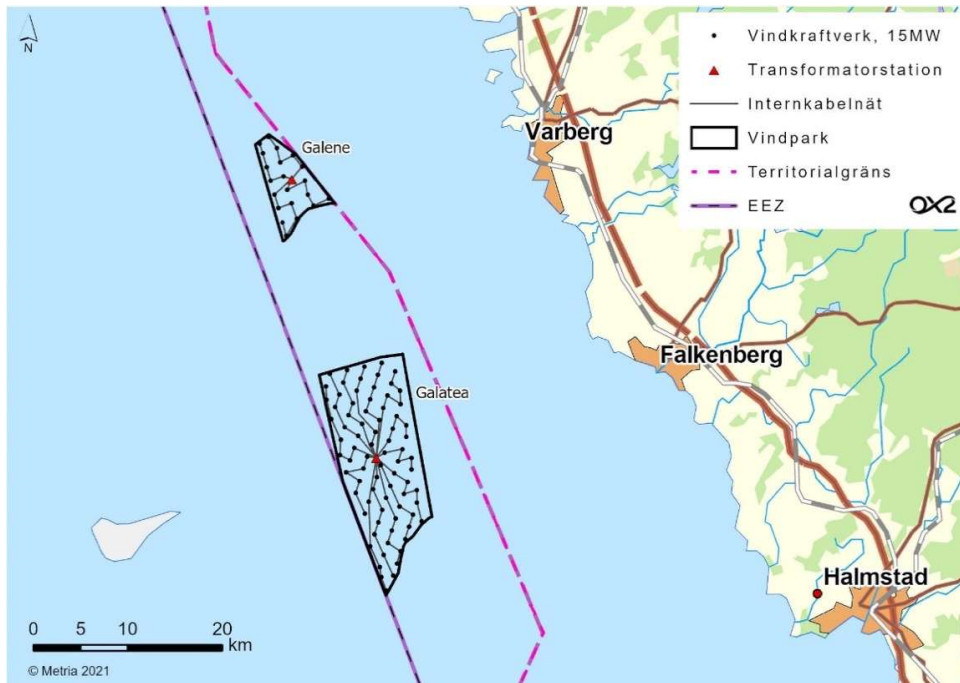 N
Galene
Galatea
Varberg
Falkenberg
Halmstad
Vindkraftverk, 15MW
Transformatorstation
Internkabelnät
Vindpark
Territorialgräns
EEZ
OX2
0 5 10 20
km
© Metria 2021